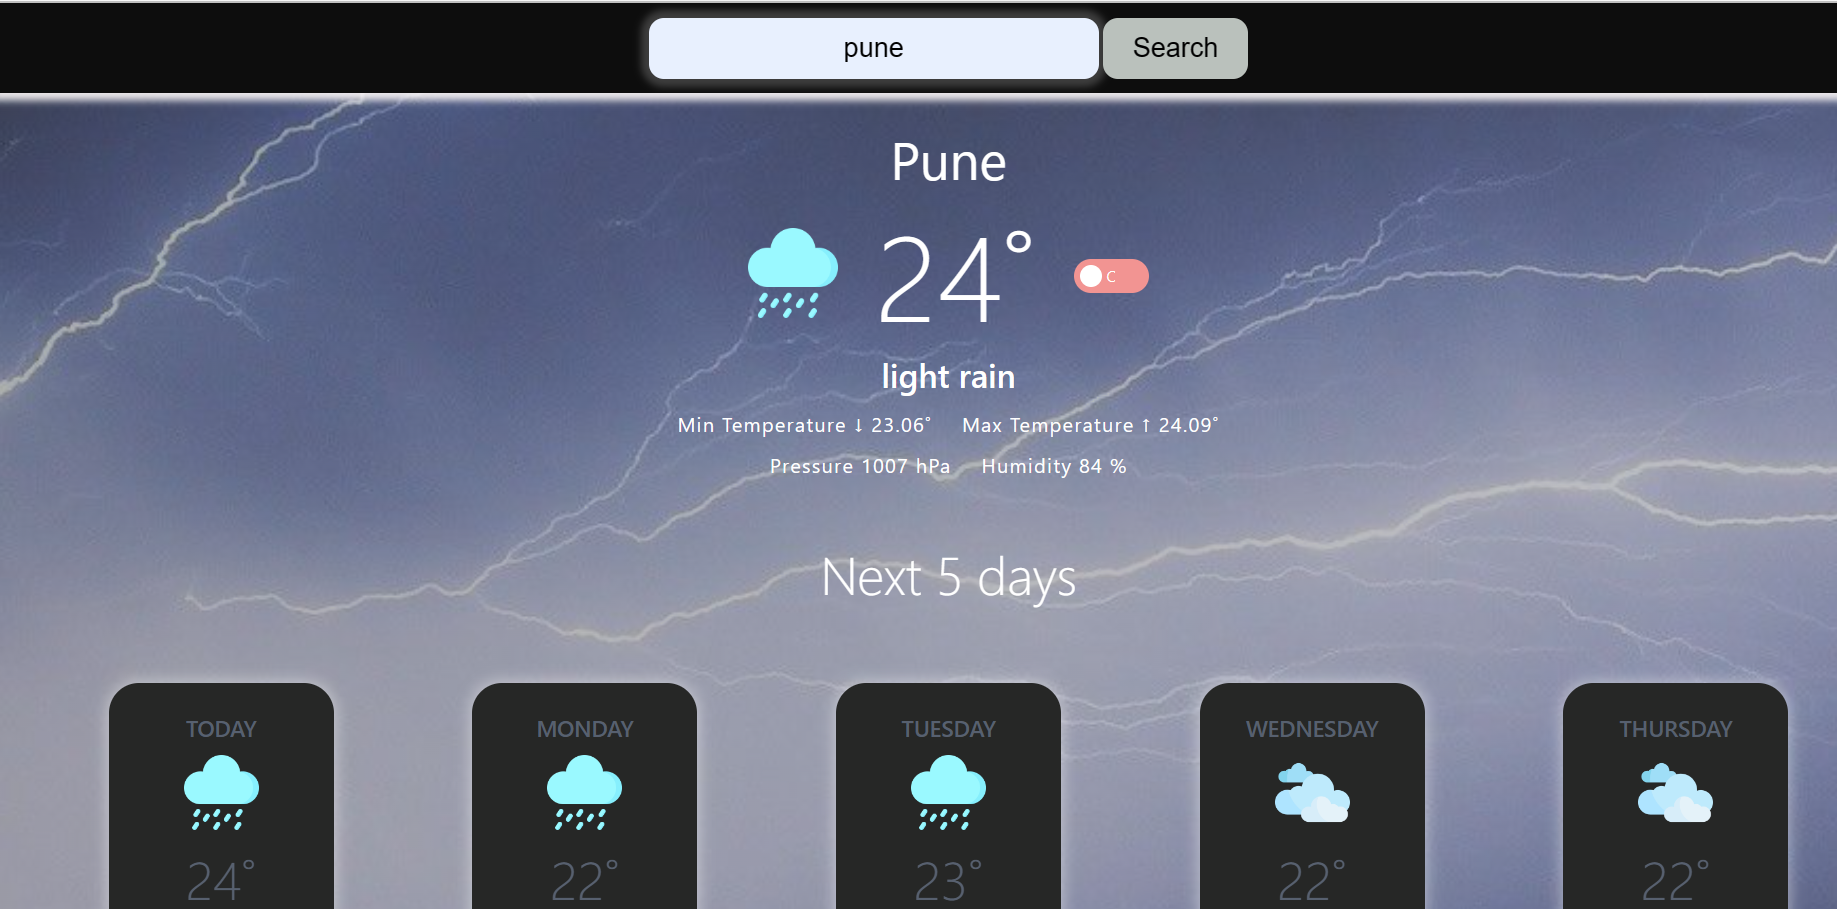 pune Search
Pune
24° C
light rain
Min Temperature ↓ 23.06° Max Temperature ↑ 24.09°
Pressure 1007 hPa Humidity 84 %
Next 5 days
TODAY MONDAY TUESDAY WEDNESDAY THURSDAY
24° 22° 23° 22° 22°